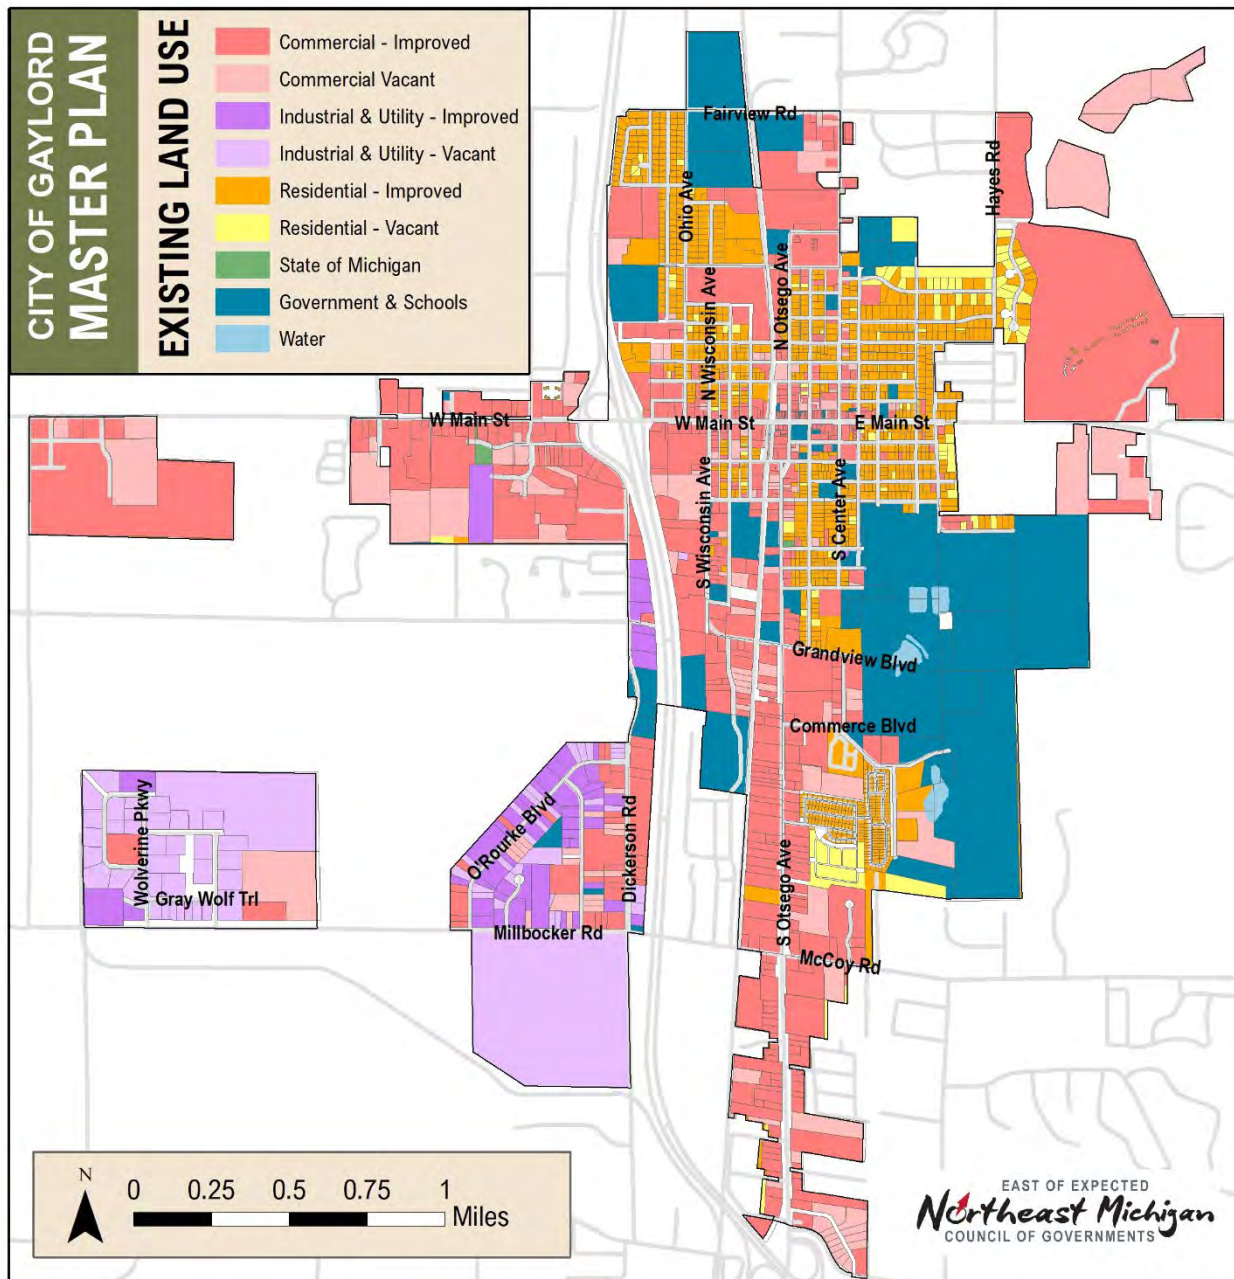 CITY OF GAYLORD
MASTER PLAN
EXISTING LAND USE
Commercial - Improved
Commercial Vacant
Industrial & Utility - Improved
Industrial & Utility - Vacant
Residential - Improved
Residential - Vacant
State of Michigan
Government & Schools
Water
Fairview Rd
Hayes Rd
Ohio Ave
N Otsego Ave
N Wisconsin Ave
W Main St
W Main St
E Main St
S Wisconsin Ave
S Center Ave
Grandview Blvd
Commerce Blvd
Wolverine Pkwy
O'Rourke Blvd
Dickerson Rd
Gray Wolf Trl
S Otsego Ave
Millbocker Rd
McCoy Rd
N
0 0.25 0.5 0.75 1
Miles
EAST OF EXPECTED
Northeast Michigan
COUNCIL OF GOVERNMENTS